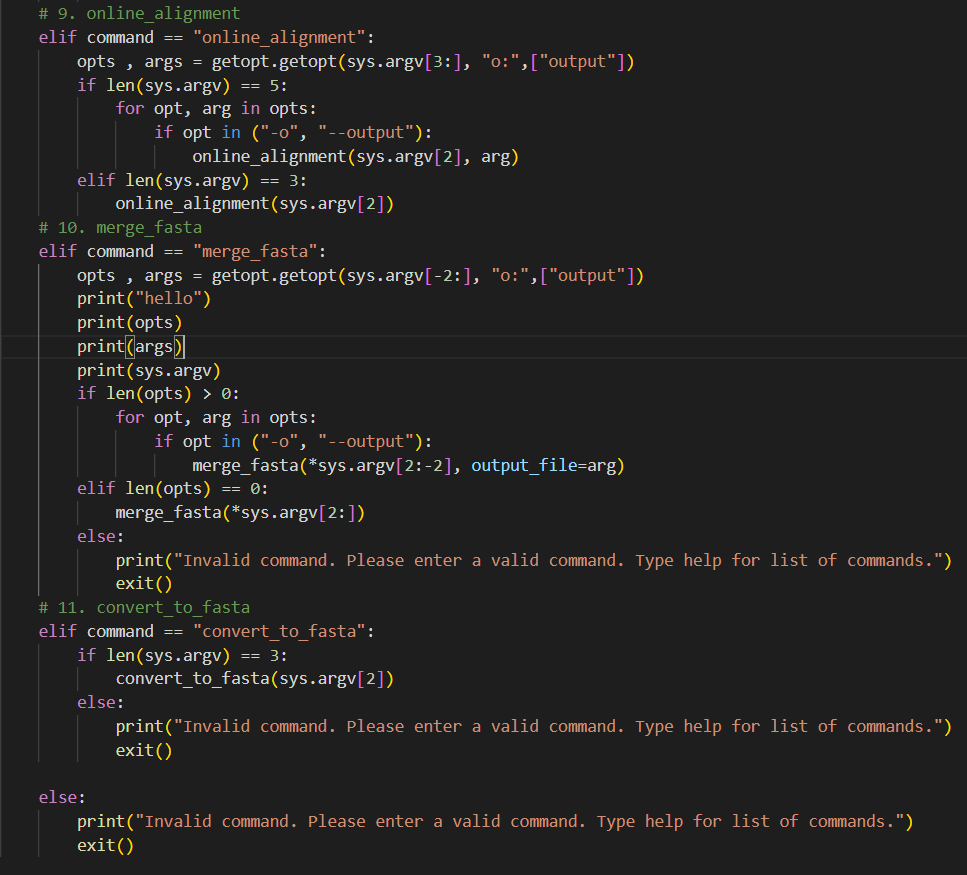 # 9. online_alignment
elif command == "online_alignment":
    opts , args = getopt.getopt(sys.argv[3:], "o:",["output"])
    if len(sys.argv) == 5:
        for opt, arg in opts:
            if opt in ("-o", "--output"):
                online_alignment(sys.argv[2], arg)
    elif len(sys.argv) == 3:
        online_alignment(sys.argv[2])
# 10. merge_fasta
elif command == "merge_fasta":
    opts , args = getopt.getopt(sys.argv[-2:], "o:",["output"])
    print("hello")
    print(opts)
    print(args)
    print(sys.argv)
    if len(opts) > 0:
        for opt, arg in opts:
            if opt in ("-o", "--output"):
                merge_fasta(*sys.argv[2:-2], output_file=arg)
    elif len(opts) == 0:
        merge_fasta(*sys.argv[2:])
    else:
        print("Invalid command. Please enter a valid command. Type help for list of commands.")
        exit()
# 11. convert_to_fasta
elif command == "convert_to_fasta":
    if len(sys.argv) == 3:
        convert_to_fasta(sys.argv[2])
    else:
        print("Invalid command. Please enter a valid command. Type help for list of commands.")
        exit()

else:
    print("Invalid command. Please enter a valid command. Type help for list of commands.")
    exit()